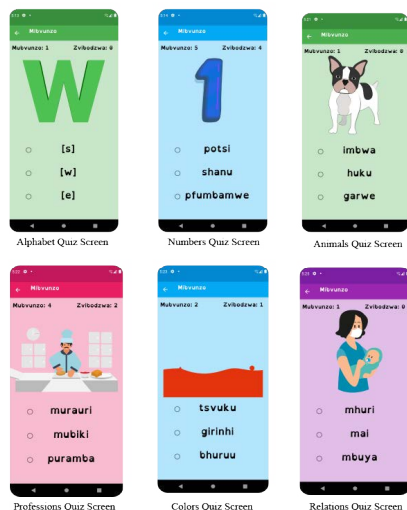 Mibvunzo
Mubvunzo: 1 Zvibodzwa: 0
W
[s]
[w]
[e]
Alphabet Quiz Screen
Mibvunzo
Mubvunzo: 5 Zvibodzwa: 4
1
potsi
shanu
pfumbamwe
Numbers Quiz Screen
Mibvunzo
Mubvunzo: 1 Zvibodzwa: 0
imbwa
huku
garwe
Animals Quiz Screen
Mibvunzo
Mubvunzo: 4 Zvibodzwa: 2
murauri
mubiki
puramba
Professions Quiz Screen
Mibvunzo
Mubvunzo: 2 Zvibodzwa: 1
tsvuku
girinhi
bhuruu
Colors Quiz Screen
Mibvunzo
Mubvunzo: 1 Zvibodzwa: 0
mhuri
mai
mbuya
Relations Quiz Screen